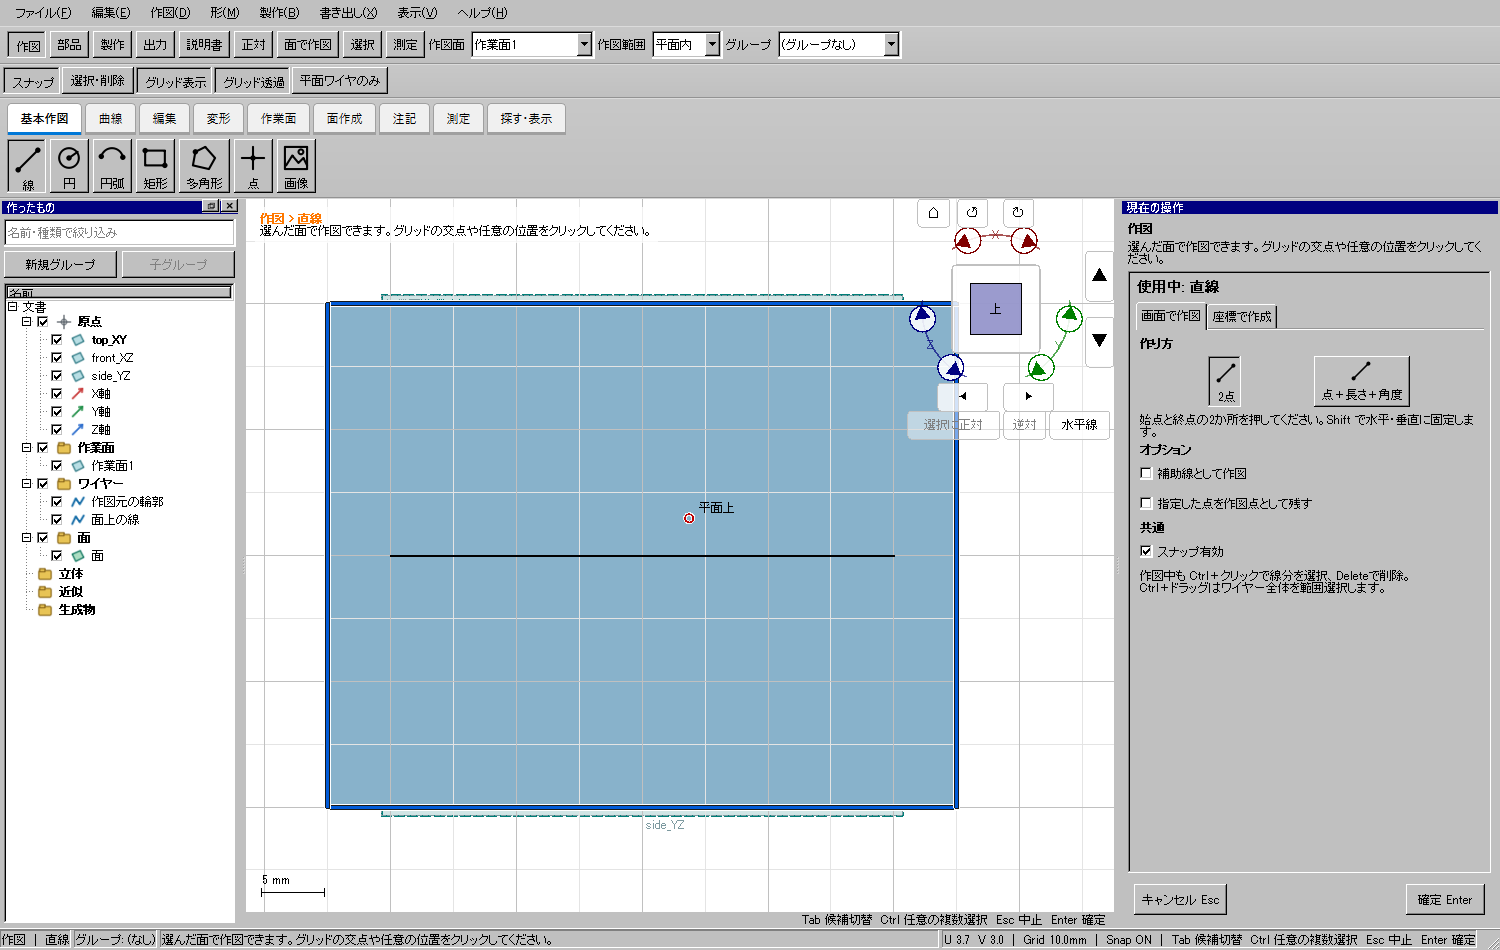 ファイル(F) 編集(E) 作図(D) 形(M) 製作(B) 書き出し(X) 表示(V) ヘルプ(H)
作図 部品 製作 出力 説明書 正対 面で作図 選択 測定 作図面 作業面1 作図範囲 平面内 グループ (グループなし)
スナップ 選択・削除 グリッド表示 グリッド透過 平面ワイヤのみ
基本作図 曲線 編集 変形 作業面 面作成 注記 測定 探す・表示
線 円 円弧 矩形 多角形 点 画像
作ったもの
名前・種類で絞り込み
新規グループ 子グループ
名前
文書
原点
top_XY
front_XZ
side_YZ
X軸
Y軸
Z軸
作業面
作業面1
ワイヤー
作図元の輪郭
面上の線
面
面
立体
近似
生成物
作図 > 直線
選んだ面で作図できます。グリッドの交点や任意の位置をクリックしてください。
X
上
Z
Y
選択に正対 逆対 水平線
平面上
side_YZ
5 mm
Tab 候補切替 Ctrl 任意の複数選択 Esc 中止 Enter 確定
現在の操作
作図
選んだ面で作図できます。グリッドの交点や任意の位置をクリックしてく
ださい。
使用中: 直線
画面で作図 座標で作成
作り方
2点 点+長さ+角度
始点と終点の2か所を押してください。Shift で水平・垂直に固定しま
す。
オプション
補助線として作図
指定した点を作図点として残す
共通
スナップ有効
作図中も Ctrl+クリックで線分を選択、Deleteで削除。
Ctrl+ドラッグはワイヤー全体を範囲選択します。
キャンセル Esc 確定 Enter
作図 | 直線 グループ: (なし) 選んだ面で作図できます。グリッドの交点や任意の位置をクリックしてください。 U 3.7 V 3.0 | Grid 10.0mm | Snap ON | Tab 候補切替 Ctrl 任意の複数選択 Esc 中止 Enter 確定